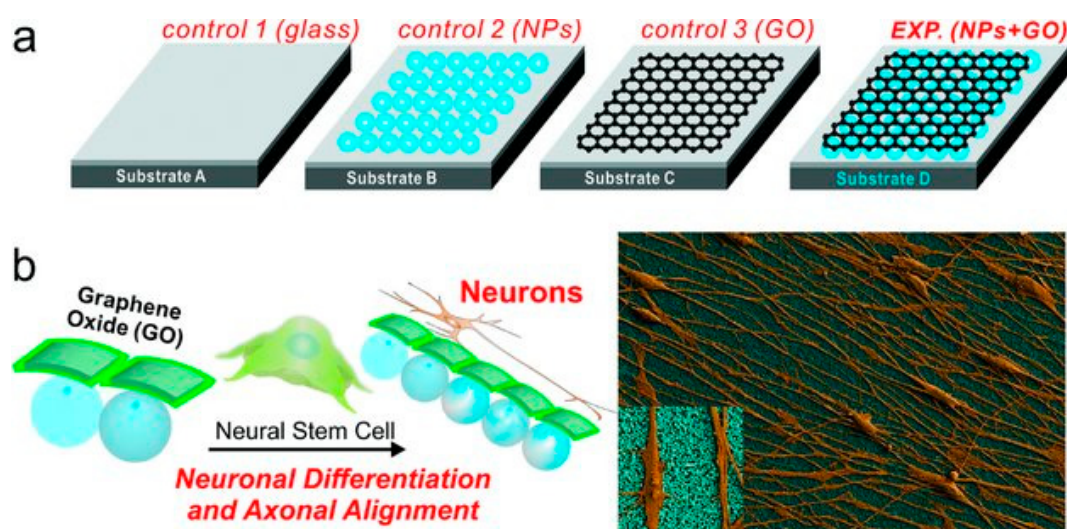 a
control 1 (glass)
control 2 (NPs)
control 3 (GO)
EXP. (NPs+GO)
Substrate A
Substrate B
Substrate C
Substrate D
b
Graphene
Oxide (GO)
Neural Stem Cell
Neurons
Neuronal Differentiation
and Axonal Alignment